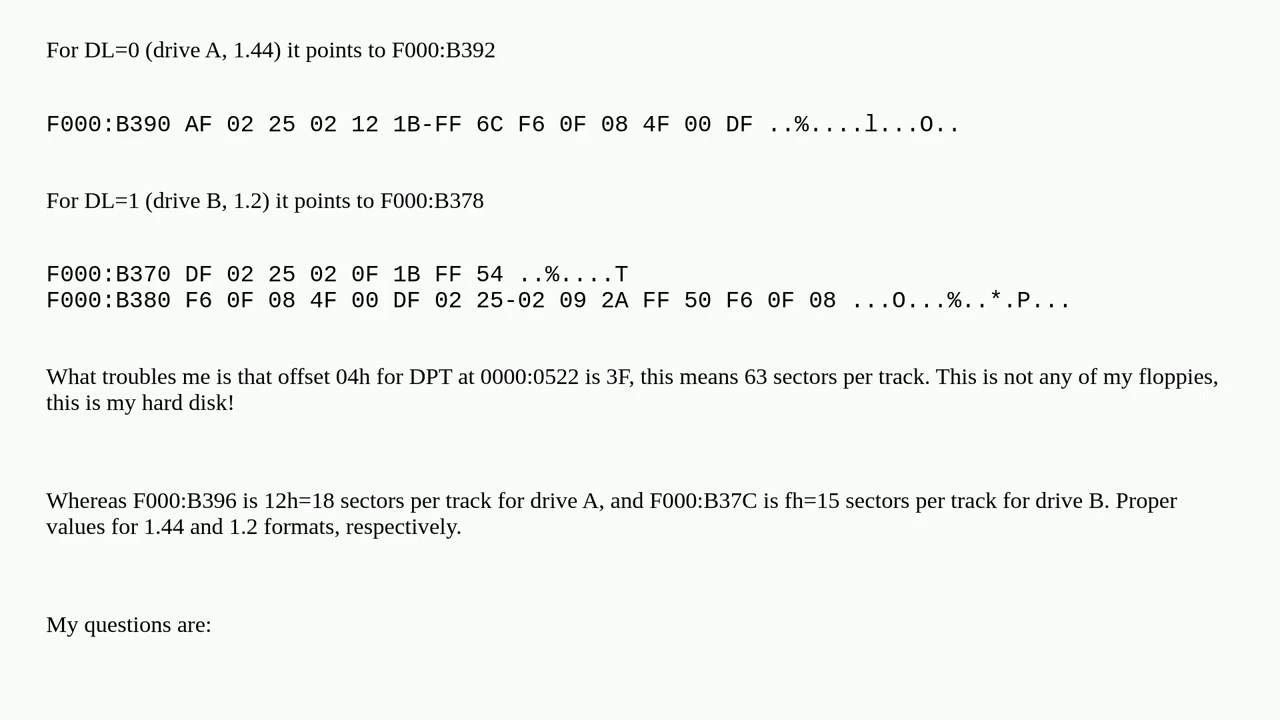 For DL=0 (drive A, 1.44) it points to F000:B392
F000:B390 AF 02 25 02 12 1B-FF 6C F6 0F 08 4F 00 DF ..%....l...O..
For DL=1 (drive B, 1.2) it points to F000:B378
F000:B370 DF 02 25 02 0F 1B FF 54 ..%....T
F000:B380 F6 0F 08 4F 00 DF 02 25-02 09 2A FF 50 F6 0F 08 ...O...%..*.P...
What troubles me is that offset 04h for DPT at 0000:0522 is 3F, this means 63 sectors per track. This is not any of my floppies,
this is my hard disk!
Whereas F000:B396 is 12h=18 sectors per track for drive A, and F000:B37C is fh=15 sectors per track for drive B. Proper
values for 1.44 and 1.2 formats, respectively.
My questions are: